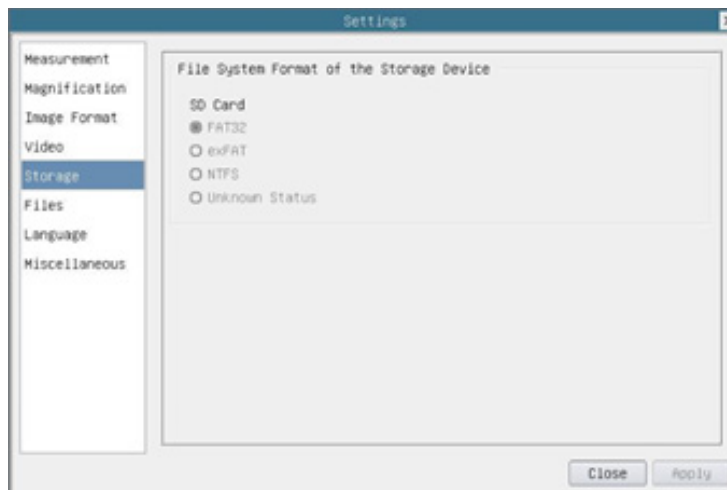 Settings
Measurement
Magnification
Image Format
Video
Storage
Files
Language
Miscellaneous
File System Format of the Storage Device
SD Card
FAT32
exFAT
NTFS
Unknown Status
Close
Apply